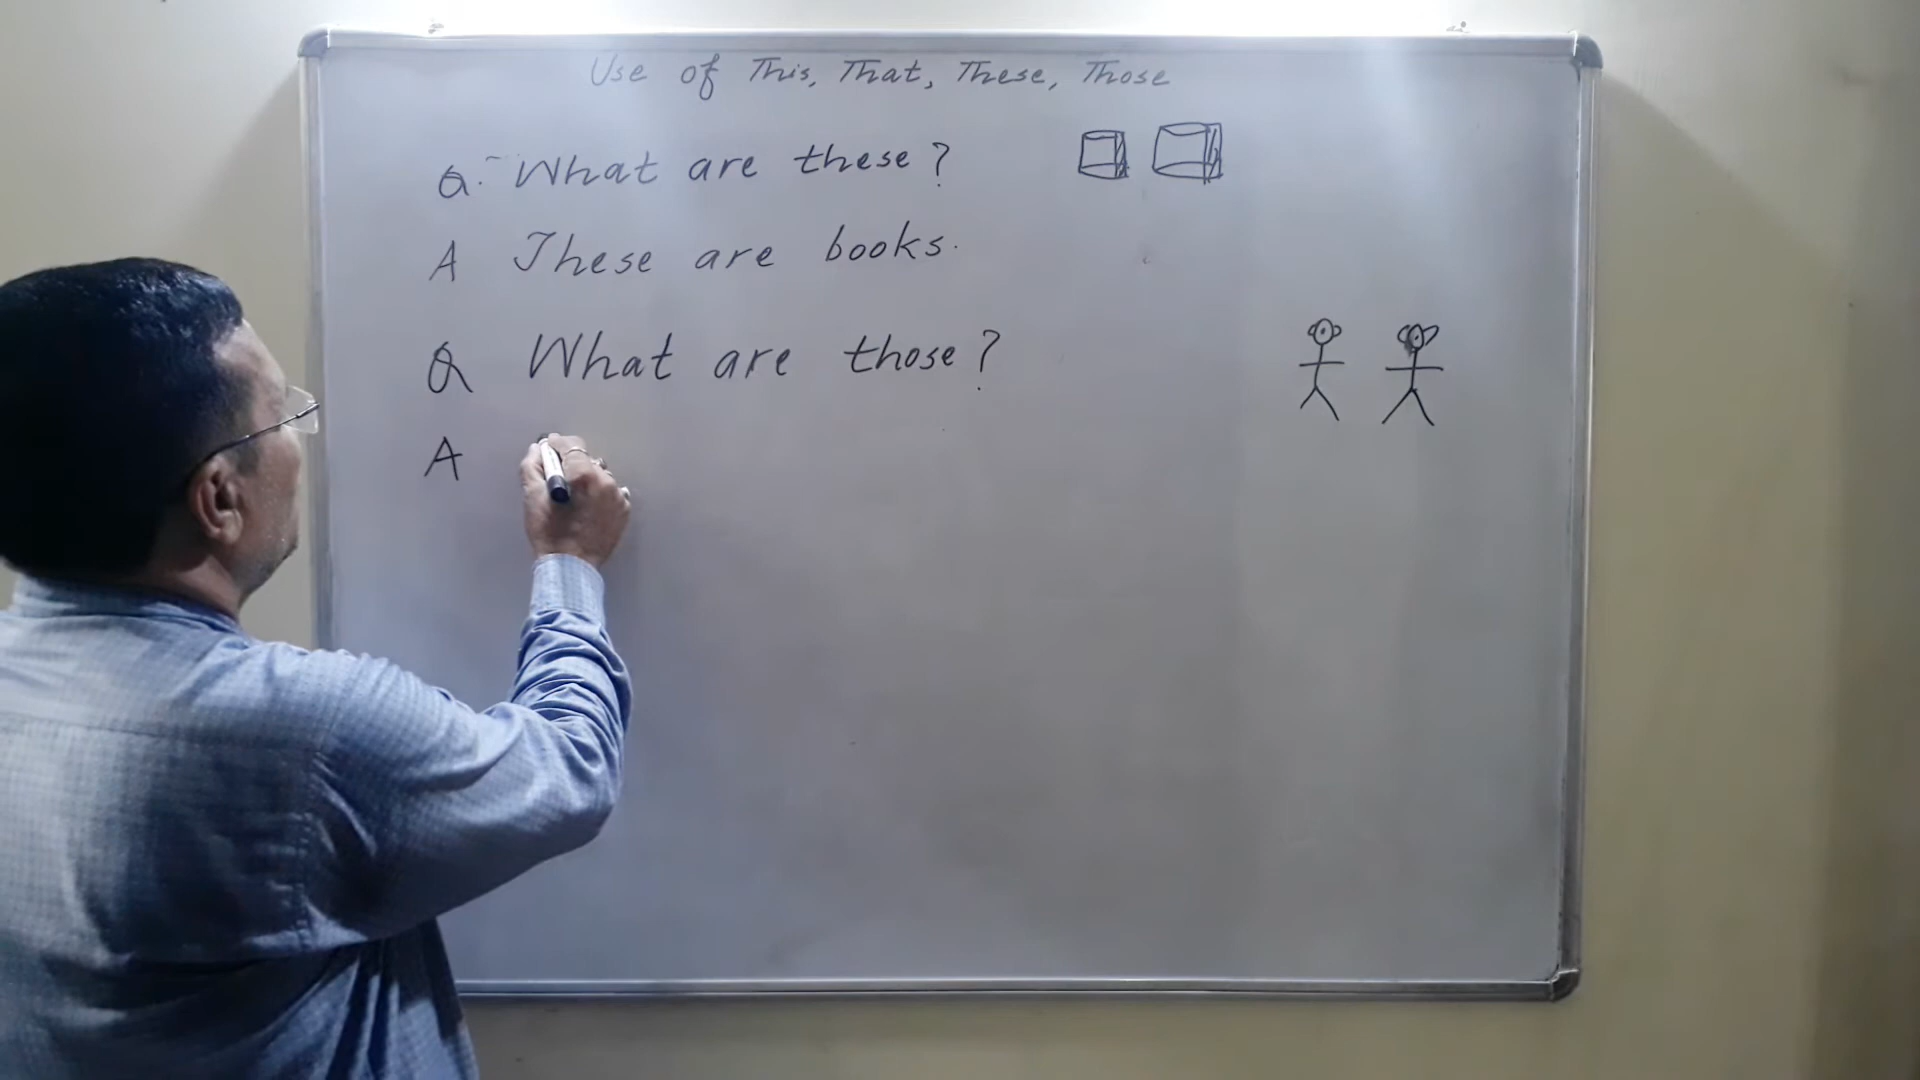 Use of This, That, These, Those
Q. What are these?
A These are books.
Q What are those?
A